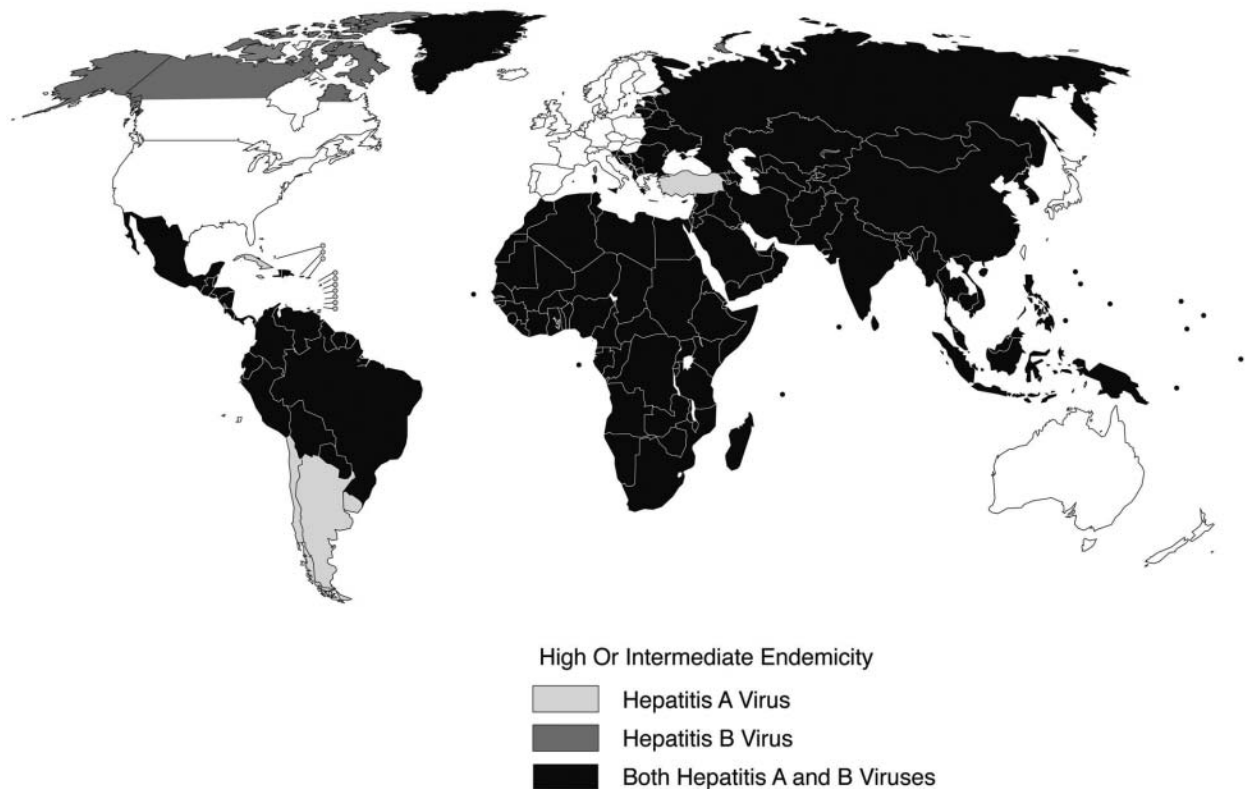 High Or Intermediate Endemicity
Hepatitis A Virus
Hepatitis B Virus
Both Hepatitis A and B Viruses